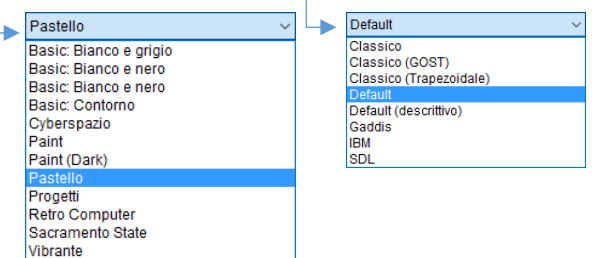 Pastello
Basic: Bianco e grigio
Basic: Bianco e nero
Basic: Bianco e nero
Basic: Contorno
Cyberspazio
Paint
Paint (Dark)
Pastello
Progetti
Retro Computer
Sacramento State
Vibrante
Default
Classico
Classico (GOST)
Classico (Trapezoidale)
Default
Default (descrittivo)
Gaddis
IBM
SDL